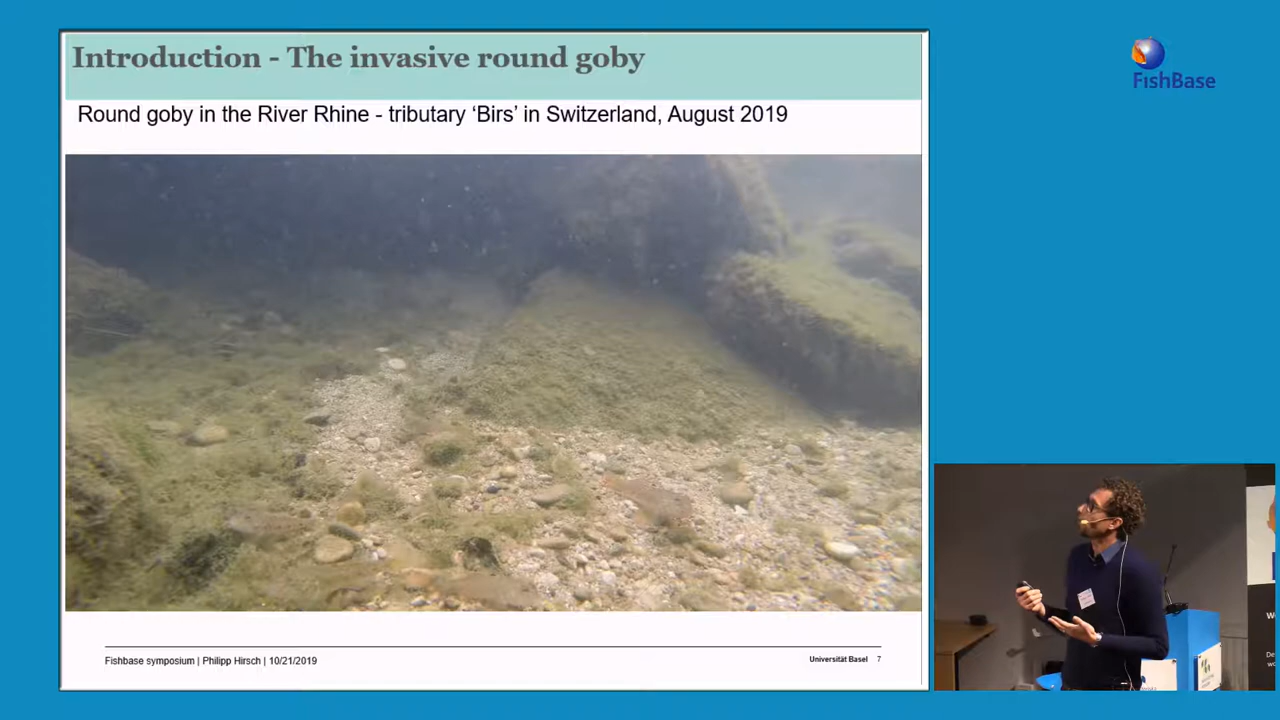 Introduction - The invasive round goby
FishBase
Round goby in the River Rhine - tributary ‘Birs’ in Switzerland, August 2019
Fishbase symposium | Philipp Hirsch | 10/21/2019
Universität Basel 7